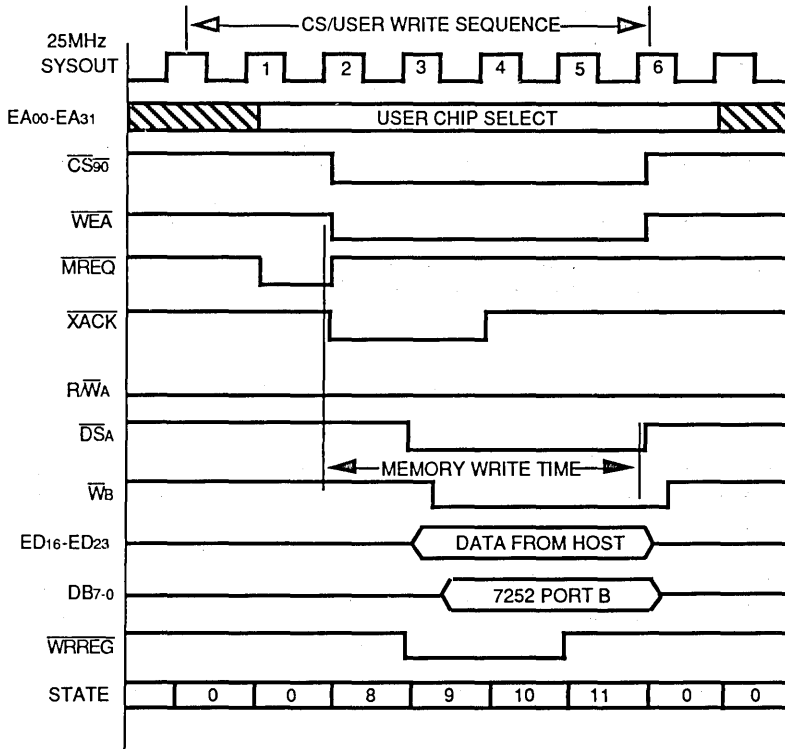 CS/USER WRITE SEQUENCE
25MHz
SYSOUT
1 2 3 4 5 6
EA00-EA31 USER CHIP SELECT
CS90
WEA
MREQ
XACK
R/WA
DSA
MEMORY WRITE TIME
WB
ED16-ED23 DATA FROM HOST
DB7-0 7252 PORT B
WRREG
STATE 0 0 8 9 10 11 0 0